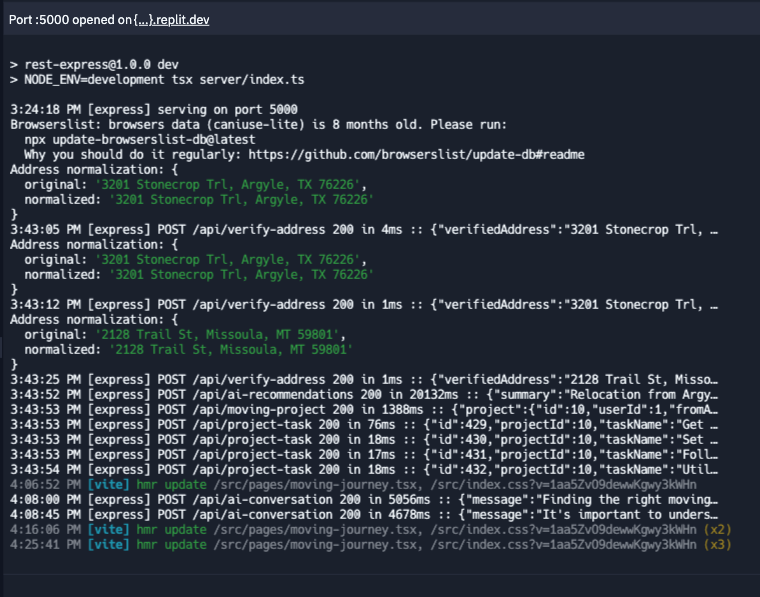 Port :5000 opened on {...}.replit.dev
> rest-express@1.0.0 dev
> NODE_ENV=development tsx server/index.ts
3:24:18 PM [express] serving on port 5000
Browserslist: browsers data (caniuse-lite) is 8 months old. Please run:
npx update-browserslist-db@latest
Why you should do it regularly: https://github.com/browserslist/update-db#readme
Address normalization: {
original: '3201 Stonecrop Trl, Argyle, TX 76226',
normalized: '3201 Stonecrop Trl, Argyle, TX 76226'
}
3:43:05 PM [express] POST /api/verify-address 200 in 4ms :: {"verifiedAddress":"3201 Stonecrop Trl, …
Address normalization: {
original: '3201 Stonecrop Trl, Argyle, TX 76226',
normalized: '3201 Stonecrop Trl, Argyle, TX 76226'
}
3:43:12 PM [express] POST /api/verify-address 200 in 1ms :: {"verifiedAddress":"3201 Stonecrop Trl, …
Address normalization: {
original: '2128 Trail St, Missoula, MT 59801',
normalized: '2128 Trail St, Missoula, MT 59801'
}
3:43:25 PM [express] POST /api/verify-address 200 in 1ms :: {"verifiedAddress":"2128 Trail St, Misso…
3:43:52 PM [express] POST /api/ai-recommendations 200 in 20132ms :: {"summary":"Relocation from Argy…
3:43:53 PM [express] POST /api/moving-project 200 in 1388ms :: {"project":{"id":10,"userId":1,"fromA…
3:43:53 PM [express] POST /api/project-task 200 in 76ms :: {"id":429,"projectId":10,"taskName":"Get …
3:43:53 PM [express] POST /api/project-task 200 in 18ms :: {"id":430,"projectId":10,"taskName":"Set …
3:43:53 PM [express] POST /api/project-task 200 in 17ms :: {"id":431,"projectId":10,"taskName":"Foll…
3:43:54 PM [express] POST /api/project-task 200 in 18ms :: {"id":432,"projectId":10,"taskName":"Util…
4:06:52 PM [vite] hmr update /src/pages/moving-journey.tsx, /src/index.css?v=1aa5ZvO9dewwKgwy3kWHn
4:08:00 PM [express] POST /api/ai-conversation 200 in 5056ms :: {"message":"Finding the right moving…
4:08:45 PM [express] POST /api/ai-conversation 200 in 4678ms :: {"message":"It's important to unders…
4:16:06 PM [vite] hmr update /src/pages/moving-journey.tsx, /src/index.css?v=1aa5ZvO9dewwKgwy3kWHn (x2)
4:25:41 PM [vite] hmr update /src/pages/moving-journey.tsx, /src/index.css?v=1aa5ZvO9dewwKgwy3kWHn (x3)